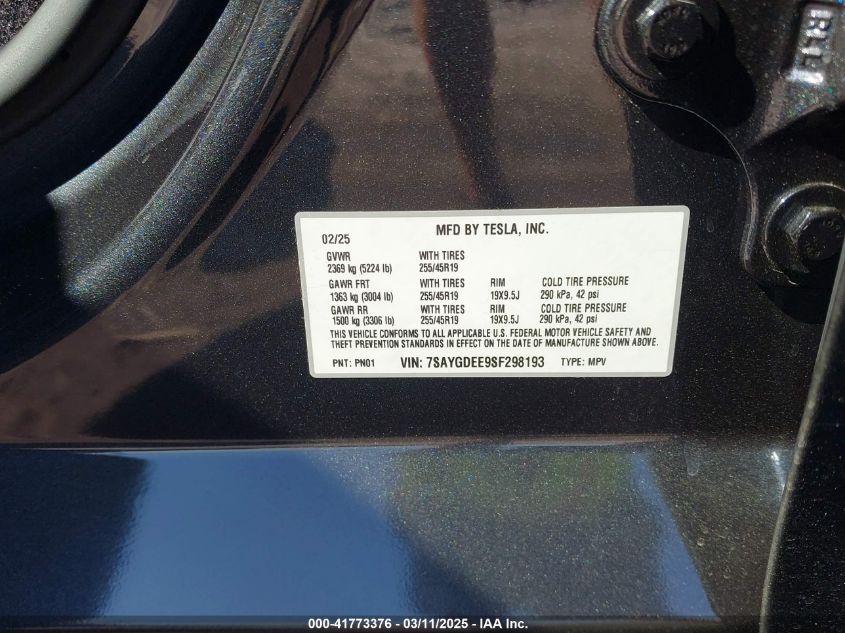 RLL
MFD BY TESLA, INC.
02/25
GVWR WITH TIRES
2369 kg (5224 lb) 255/45R19
GAWR FRT WITH TIRES RIM COLD TIRE PRESSURE
1363 kg (3004 lb) 255/45R19 19X9.5J 290 kPa, 42 psi
GAWR RR WITH TIRES RIM COLD TIRE PRESSURE
1500 kg (3306 lb) 255/45R19 19X9.5J 290 kPa, 42 psi
THIS VEHICLE CONFORMS TO ALL APPLICABLE U.S. FEDERAL MOTOR VEHICLE SAFETY AND
THEFT PREVENTION STANDARDS IN EFFECT ON THE DATE OF MANUFACTURE SHOWN ABOVE.
PNT: PN01 VIN: 7SAYGDEE9SF298193 TYPE: MPV
000-41773376 - 03/11/2025 - IAA Inc.